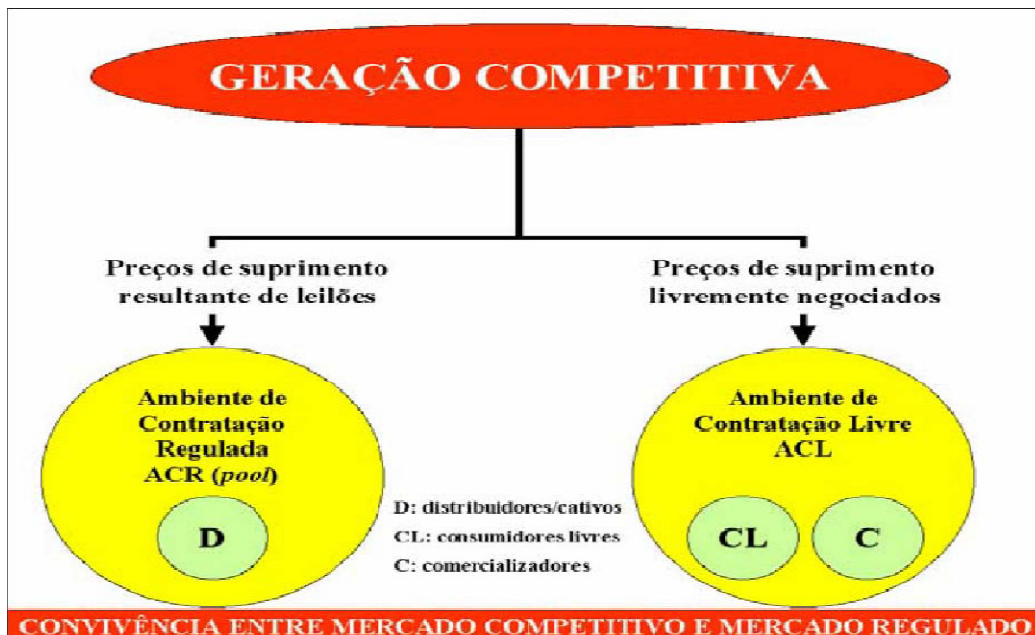 GERAÇÃO COMPETITIVA
Preços de suprimento
resultante de leilões
Preços de suprimento
livremente negociados
Ambiente de
Contratação
Regulada
ACR (pool)
D
Ambiente de
Contratação Livre
ACL
CL
C
D: distribuidores/cativos
CL: consumidores livres
C: comercializadores
CONVIVÊNCIA ENTRE MERCADO COMPETITIVO E MERCADO REGULADO